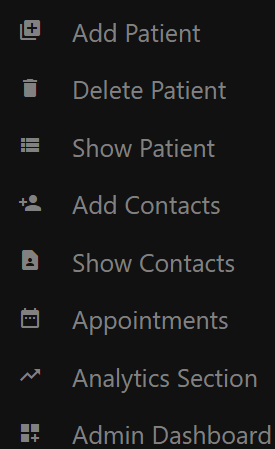 Add Patient
Delete Patient
Show Patient
Add Contacts
Show Contacts
Appointments
Analytics Section
Admin Dashboard